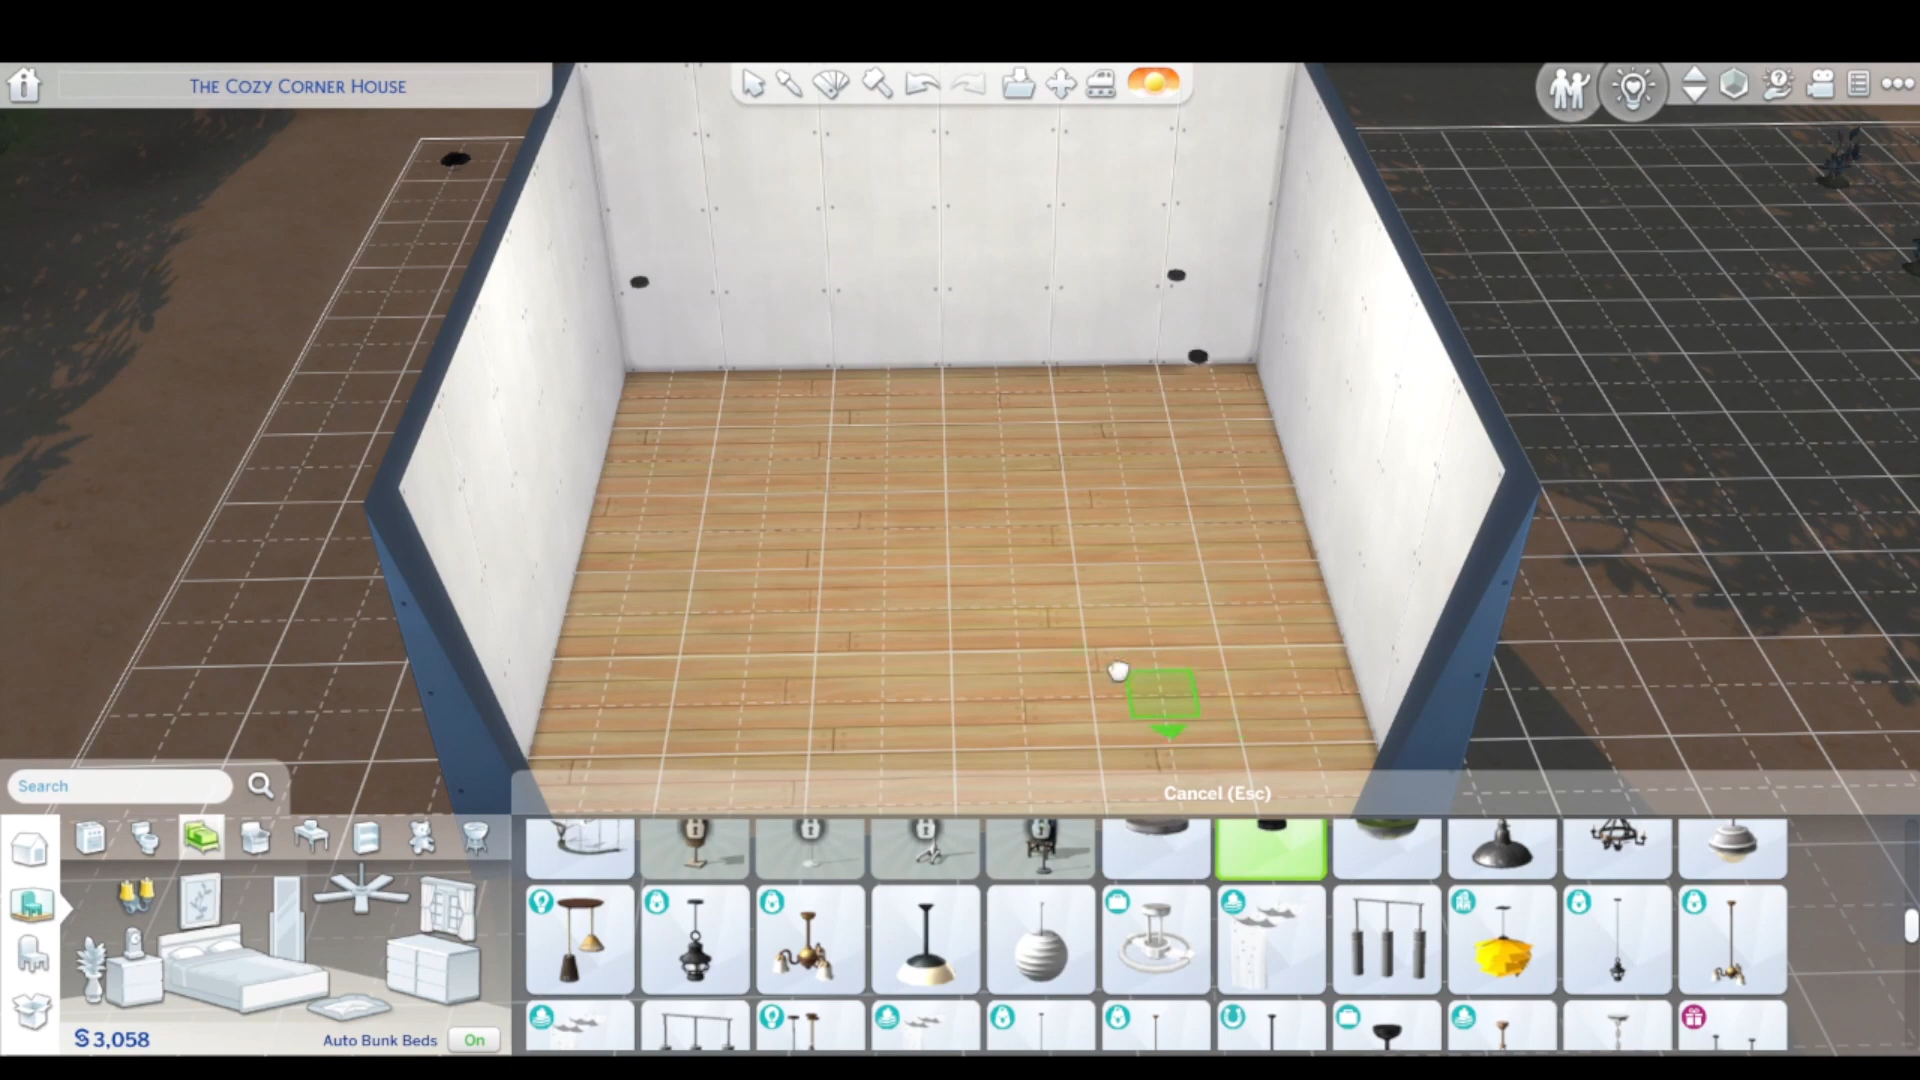 THE COZY CORNER HOUSE
Cancel (Esc)
Search
§3,058
Auto Bunk Beds On